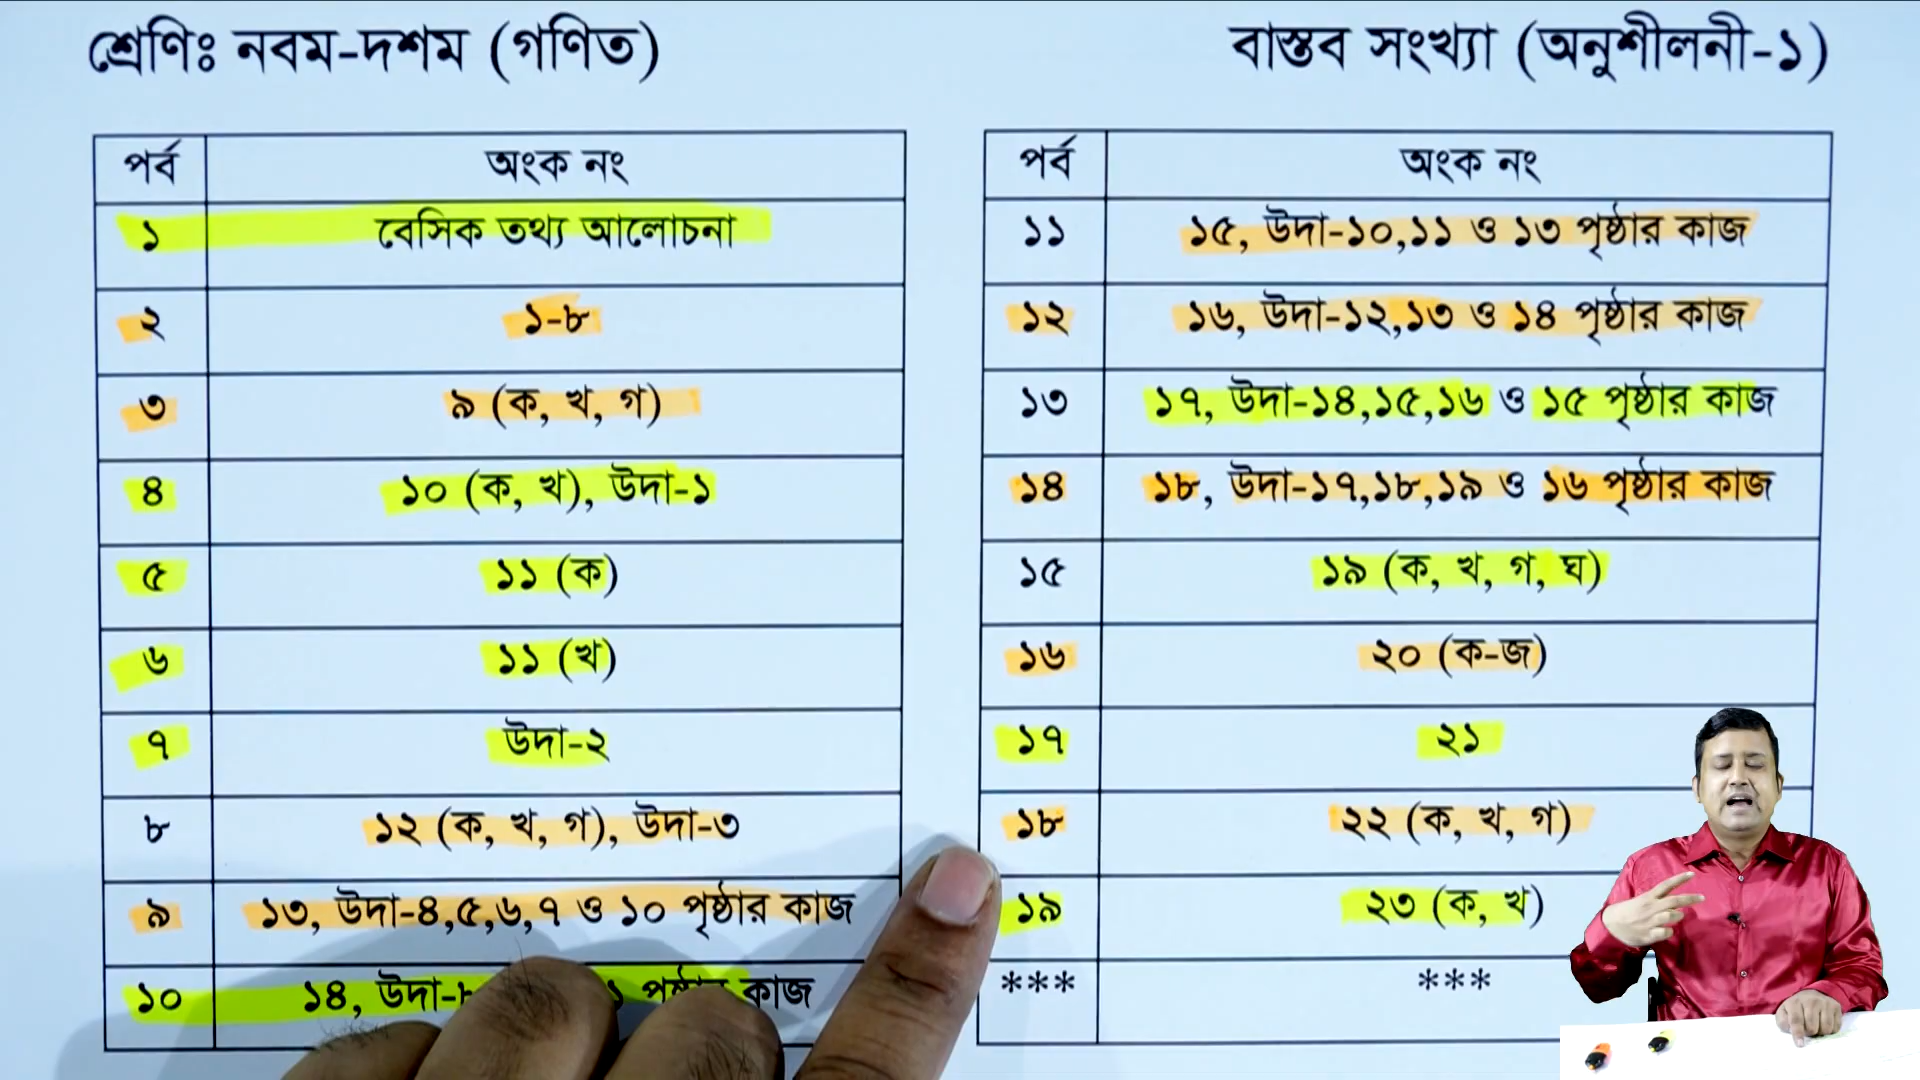 শ্রেণিঃ নবম-দশম (গণিত)
বাস্তব সংখ্যা (অনুশীলনী-১)
পর্ব অংক নং
১ বেসিক তথ্য আলোচনা
২ ১-৮
৩ ৯ (ক, খ, গ)
৪ ১০ (ক, খ), উদা-১
৫ ১১ (ক)
৬ ১১ (খ)
৭ উদা-২
৮ ১২ (ক, খ, গ), উদা-৩
৯ ১৩, উদা-৪,৫,৬,৭ ও ১০ পৃষ্ঠার কাজ
১০ ১৪, উদা-৮ পৃষ্ঠার কাজ
পর্ব অংক নং
১১ ১৫, উদা-১০,১১ ও ১৩ পৃষ্ঠার কাজ
১২ ১৬, উদা-১২,১৩ ও ১৪ পৃষ্ঠার কাজ
১৩ ১৭, উদা-১৪,১৫,১৬ ও ১৫ পৃষ্ঠার কাজ
১৪ ১৮, উদা-১৭,১৮,১৯ ও ১৬ পৃষ্ঠার কাজ
১৫ ১৯ (ক, খ, গ, ঘ)
১৬ ২০ (ক-জ)
১৭ ২১
১৮ ২২ (ক, খ, গ)
১৯ ২৩ (ক, খ)
*** ***